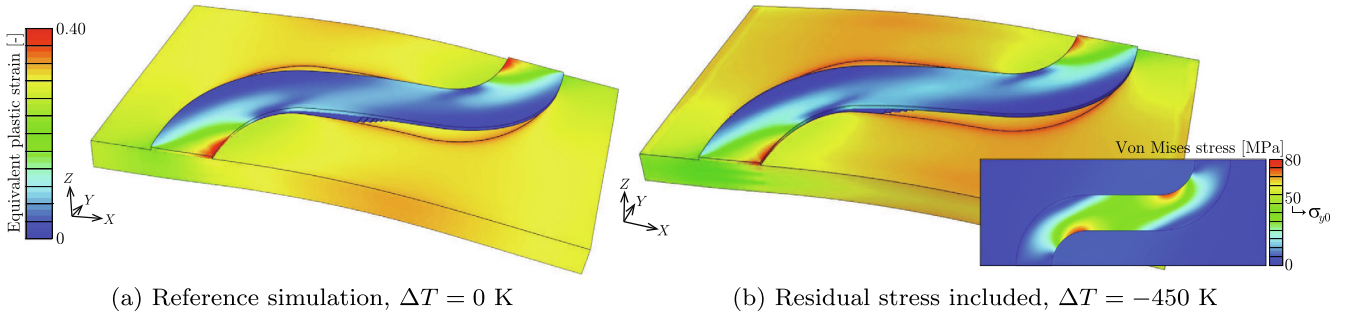 Equivalent plastic strain [-]
0.40
0
Z
Y
X
Z
Y
X
Von Mises stress [MPa]
80
50
↳σy0
0
(a) Reference simulation, ΔT = 0 K
(b) Residual stress included, ΔT = −450 K